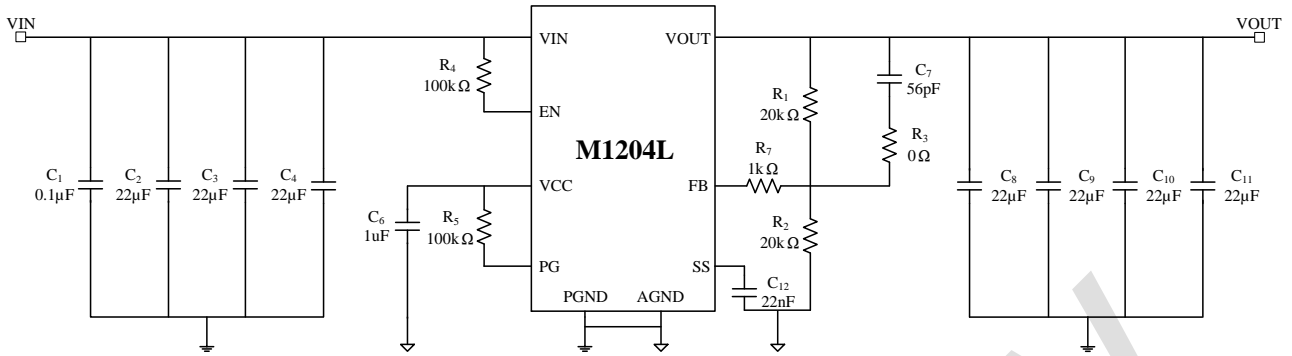 VIN
VOUT
VIN
VOUT
R4
100kΩ
EN
C7
56pF
R1
20kΩ
R3
0Ω
M1204L
R7
1kΩ
C1
0.1µF
C2
22µF
C3
22µF
C4
22µF
VCC
FB
C8
22µF
C9
22µF
C10
22µF
C11
22µF
C6
1uF
R5
100kΩ
R2
20kΩ
PG
SS
C12
22nF
PGND
AGND